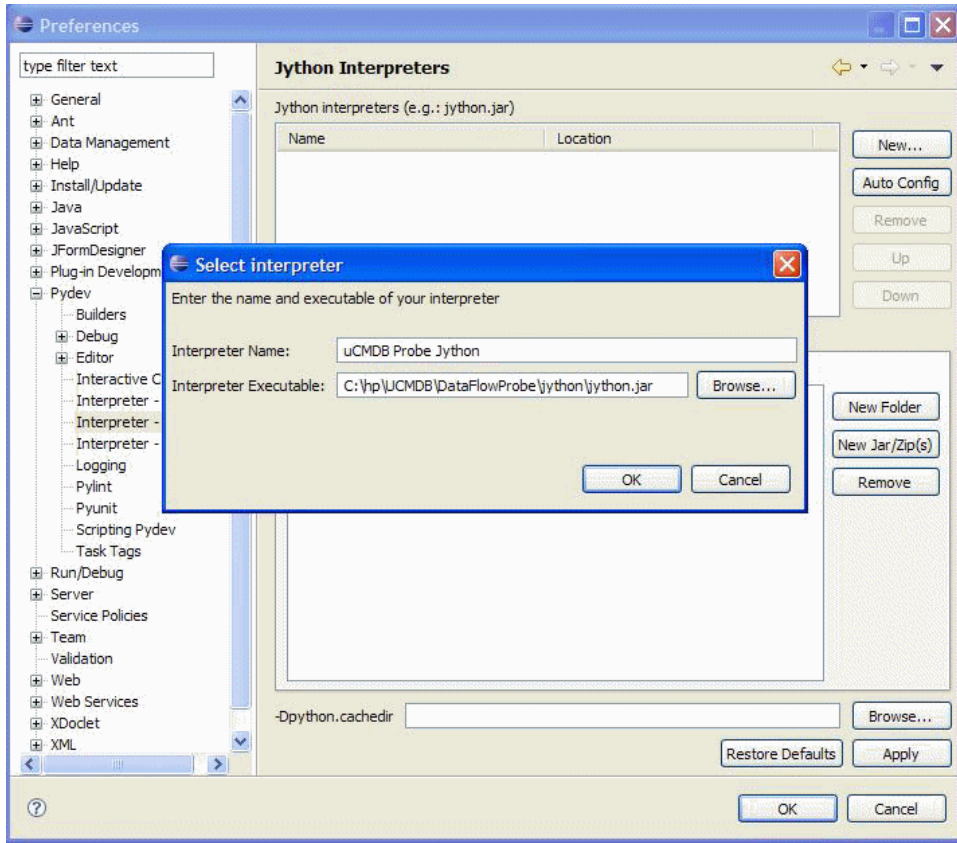 Preferences
type filter text
Jython Interpreters
General
Ant
Data Management
Help
Install/Update
Java
JavaScript
JFormDesigner
Plug-in Developm
Pydev
Builders
Debug
Editor
Interactive C
Interpreter -
Interpreter -
Interpreter -
Logging
Pylint
Pyunit
Scripting Pydev
Task Tags
Run/Debug
Server
Service Policies
Team
Validation
Web
Web Services
XDoclet
XML
Jython interpreters (e.g.: jython.jar)
Name Location
New...
Auto Config
Remove
Up
Down
Select interpreter
Enter the name and executable of your interpreter
Interpreter Name: uCMDB Probe Jython
Interpreter Executable: C:\hp\UCMDB\DataFlowProbe\jython\jython.jar Browse...
OK Cancel
New Folder
New Jar/Zip(s)
Remove
-Dpython.cachedir Browse...
Restore Defaults Apply
OK Cancel